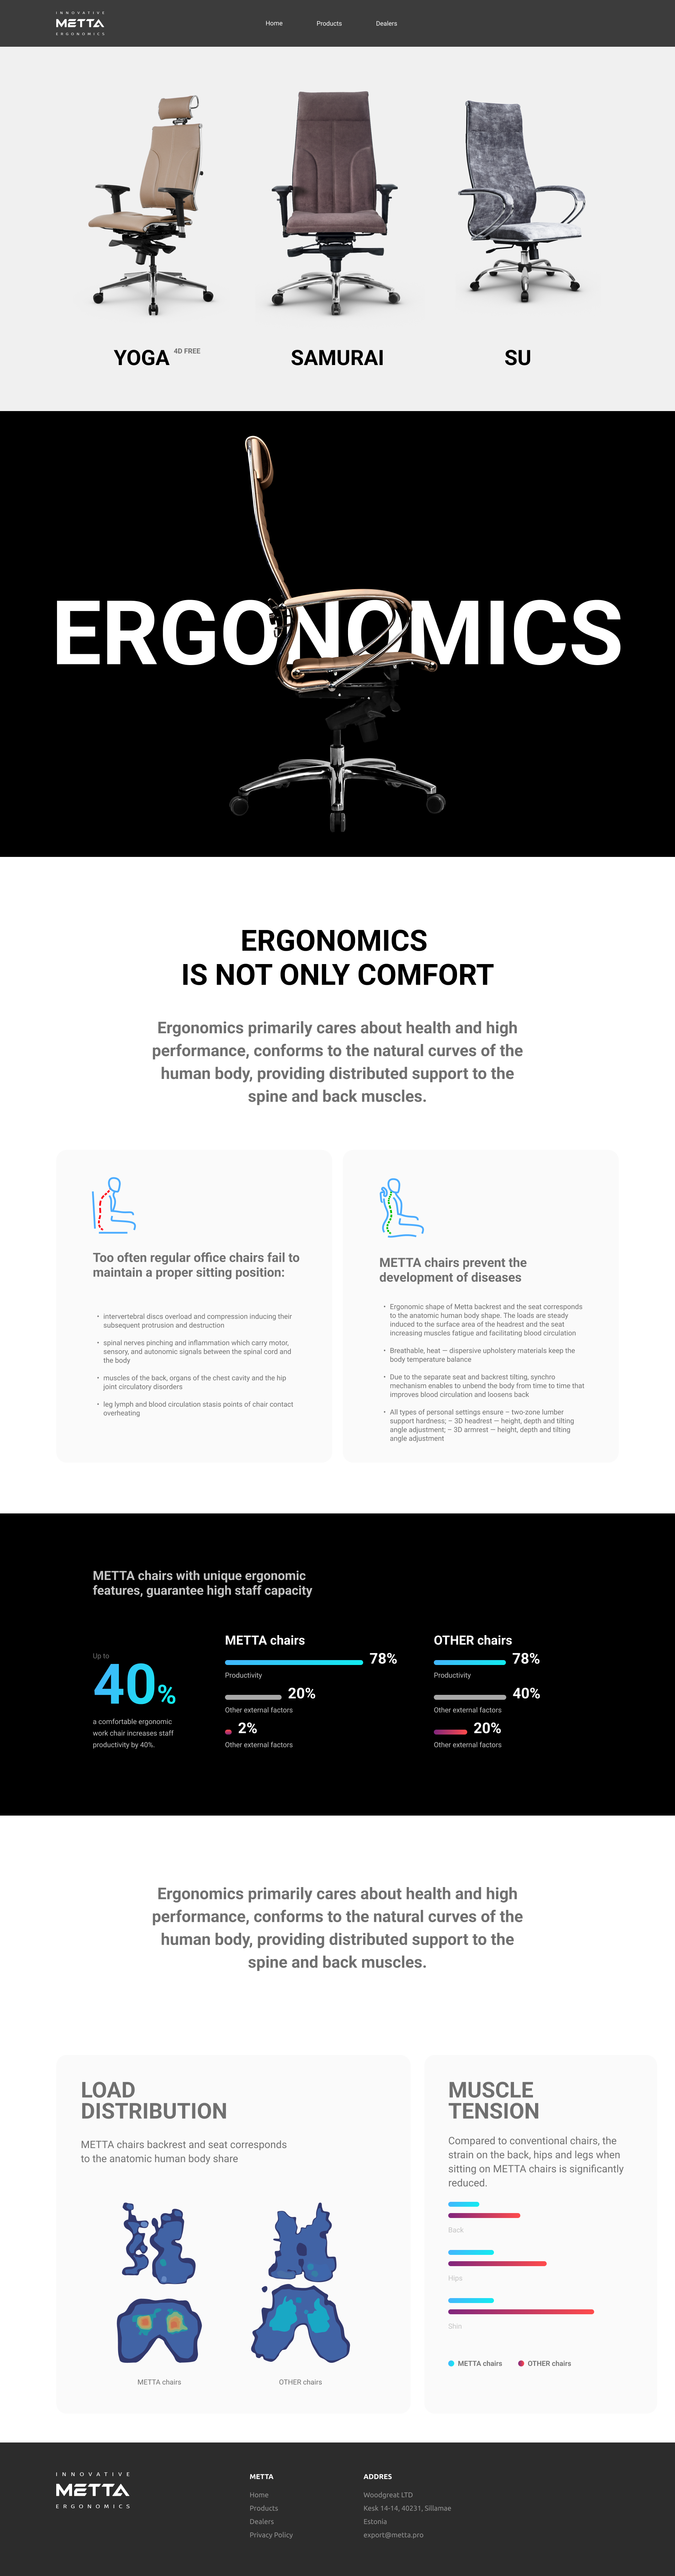 INNOVATIVE
METTA
ERGONOMICS
Home
Products
Dealers
YOGA 4D FREE
SAMURAI
SU
ERGONOMICS
ERGONOMICS
IS NOT ONLY COMFORT
Ergonomics primarily cares about health and high
performance, conforms to the natural curves of the
human body, providing distributed support to the
spine and back muscles.
Too often regular office chairs fail to
maintain a proper sitting position:
• intervertebral discs overload and compression inducing their
subsequent protrusion and destruction
• spinal nerves pinching and inflammation which carry motor,
sensory, and autonomic signals between the spinal cord and
the body
• muscles of the back, organs of the chest cavity and the hip
joint circulatory disorders
• leg lymph and blood circulation stasis points of chair contact
overheating
METTA chairs prevent the
development of diseases
• Ergonomic shape of Metta backrest and the seat corresponds
to the anatomic human body shape. The loads are steady
induced to the surface area of the headrest and the seat
increasing muscles fatigue and facilitating blood circulation
• Breathable, heat — dispersive upholstery materials keep the
body temperature balance
• Due to the separate seat and backrest tilting, synchro
mechanism enables to unbend the body from time to time that
improves blood circulation and loosens back
• All types of personal settings ensure – two-zone lumber
support hardness; – 3D headrest — height, depth and tilting
angle adjustment; – 3D armrest — height, depth and tilting
angle adjustment
METTA chairs with unique ergonomic
features, guarantee high staff capacity
Up to
40%
a comfortable ergonomic
work chair increases staff
productivity by 40%.
METTA chairs
78%
Productivity
20%
Other external factors
2%
Other external factors
OTHER chairs
78%
Productivity
40%
Other external factors
20%
Other external factors
Ergonomics primarily cares about health and high
performance, conforms to the natural curves of the
human body, providing distributed support to the
spine and back muscles.
LOAD
DISTRIBUTION
METTA chairs backrest and seat corresponds
to the anatomic human body share
METTA chairs
OTHER chairs
MUSCLE
TENSION
Compared to conventional chairs, the
strain on the back, hips and legs when
sitting on METTA chairs is significantly
reduced.
Back
Hips
Shin
METTA chairs
OTHER chairs
INNOVATIVE
METTA
ERGONOMICS
METTA
Home
Products
Dealers
Privacy Policy
ADDRES
Woodgreat LTD
Kesk 14-14, 40231, Sillamae
Estonia
export@metta.pro